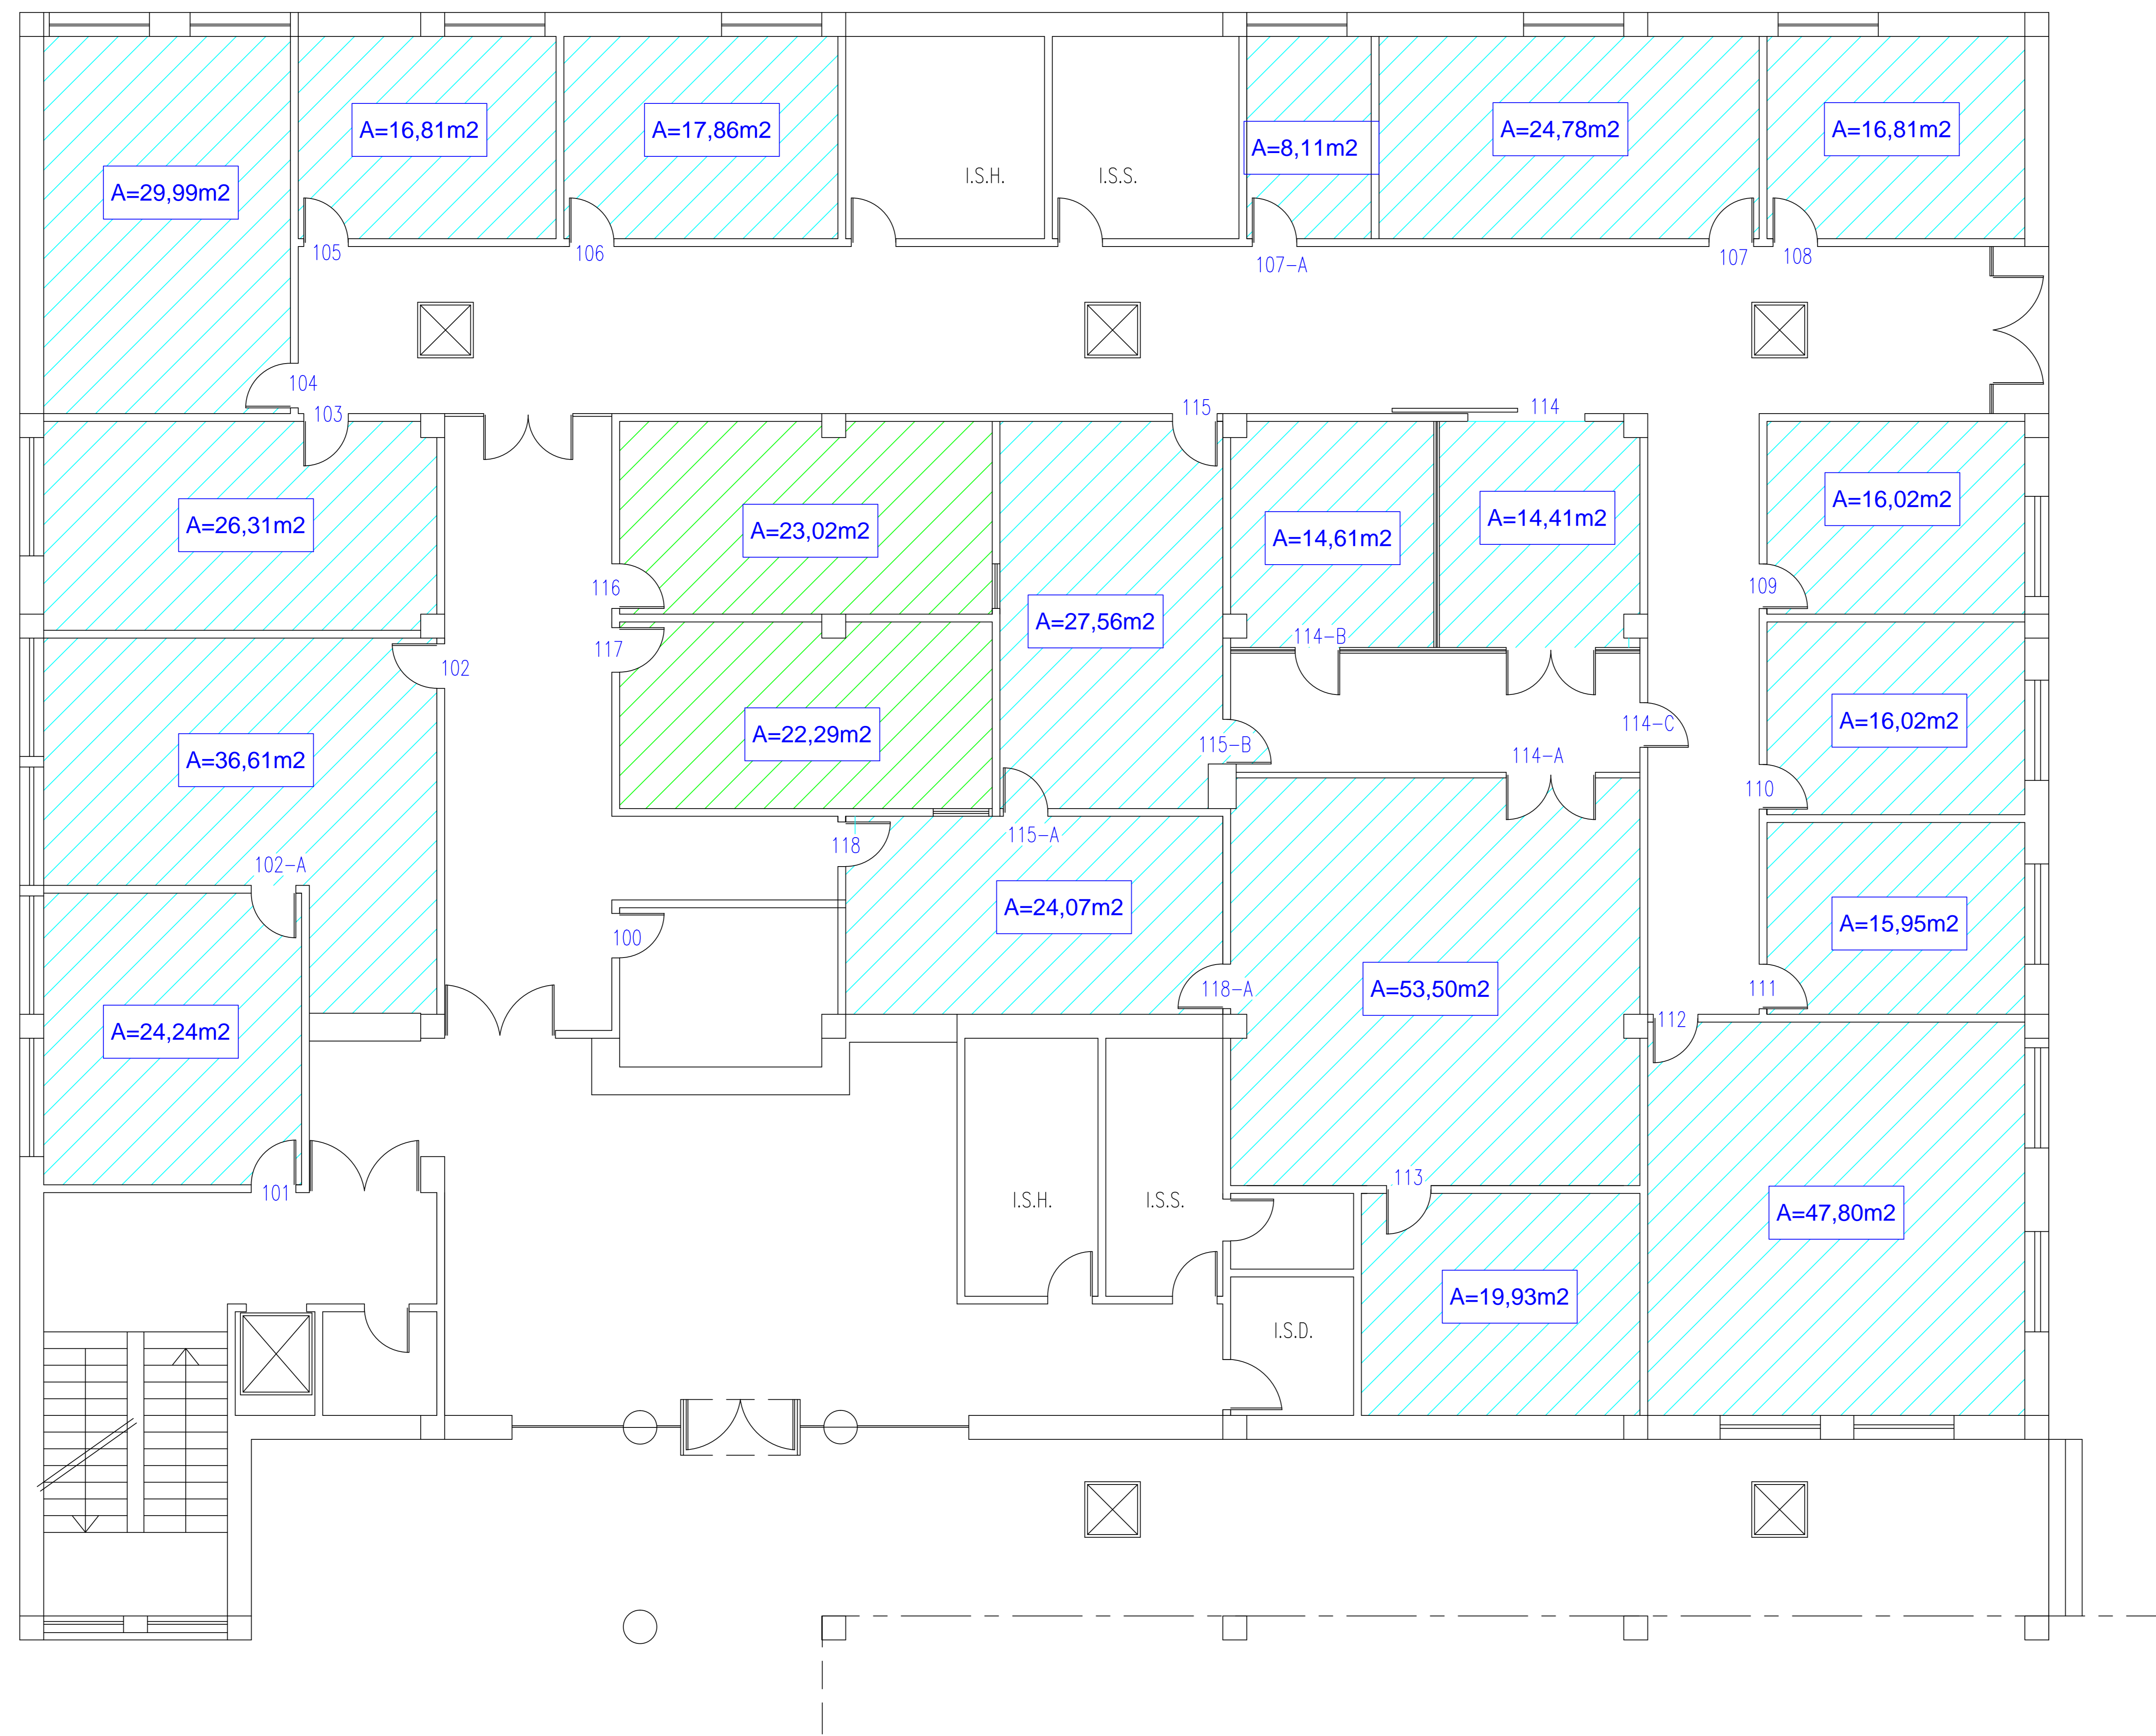 A=16,81m2
A=17,86m2
A=8,11m2
A=24,78m2
A=16,81m2
A=29,99m2
I.S.H.
I.S.S.
105
106
107-A
107
108
104
103
115
114
A=26,31m2
A=23,02m2
A=14,61m2
A=14,41m2
A=16,02m2
116
109
A=27,56m2
114-B
117
102
A=36,61m2
A=22,29m2
115-B
114-C
114-A
A=16,02m2
110
102-A
118
115-A
100
A=24,07m2
A=15,95m2
118-A
A=53,50m2
111
112
A=24,24m2
101
I.S.H.
I.S.S.
113
A=47,80m2
A=19,93m2
I.S.D.